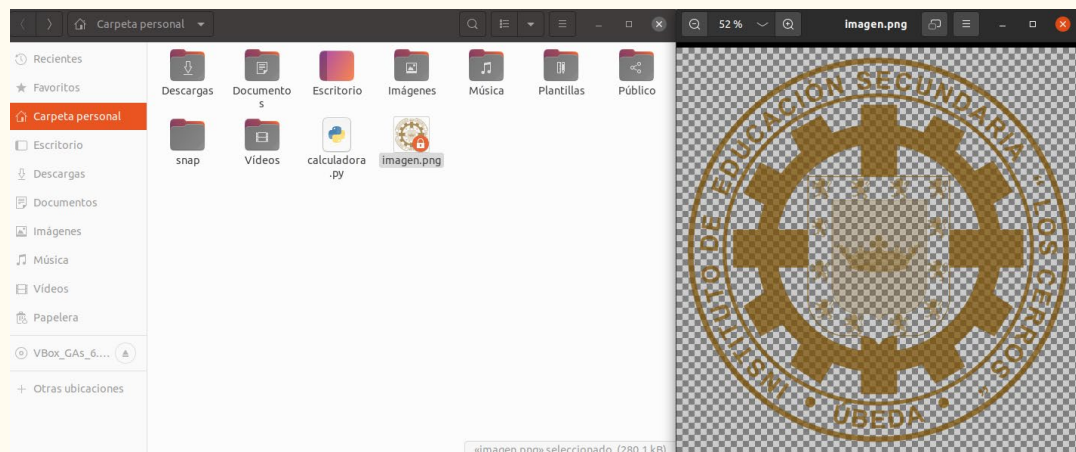 Carpeta personal
52 %
imagen.png
Recientes
Favoritos
Carpeta personal
Escritorio
Descargas
Documentos
Imágenes
Música
Vídeos
Papelera
VBox_GAs_6....
Otras ubicaciones
Descargas
Documento
s
Escritorio
Imágenes
Música
Plantillas
Público
snap
Vídeos
calculadora
.py
imagen.png
«imagen.png» seleccionado (280,1 kB)
INSTITUTO DE EDUCACIÓN SECUNDARIA " LOS CERROS "
• ÚBEDA •